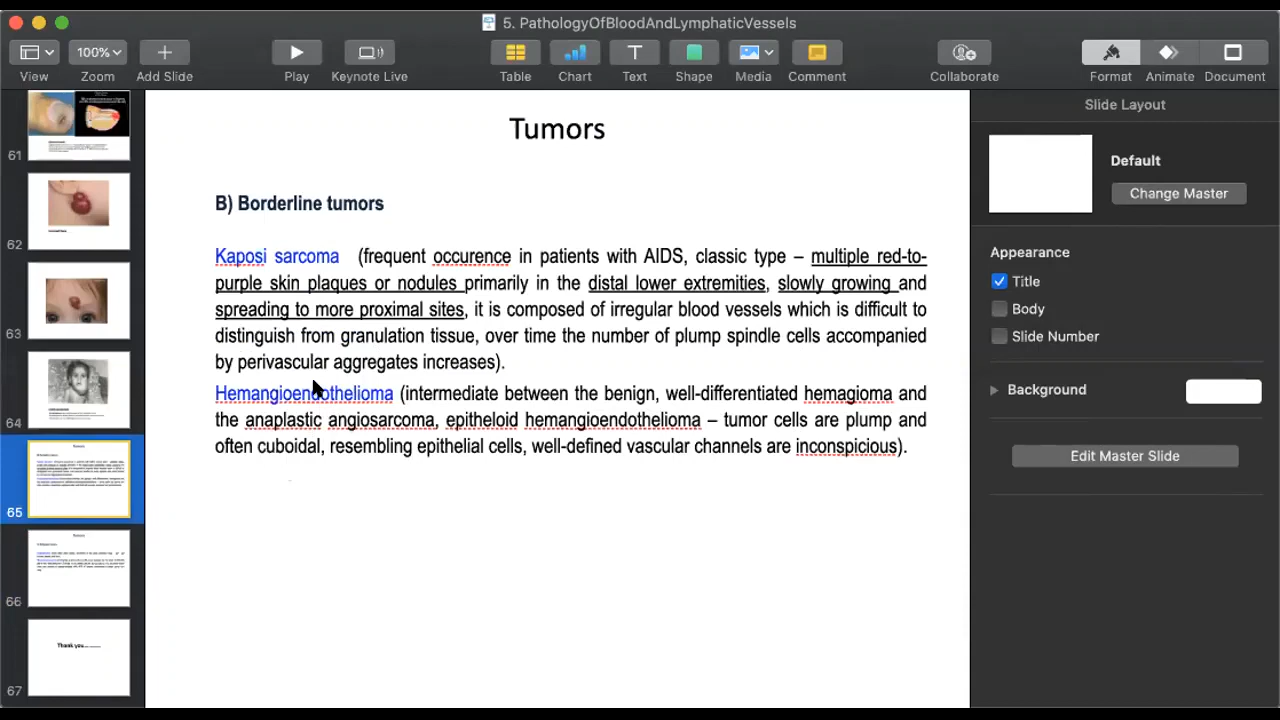 5. PathologyOfBloodAndLymphaticVessels
100%
View Zoom Add Slide Play Keynote Live Table Chart Text Shape Media Comment Collaborate Format Animate Document
61
62
63
64
65
66
Thank you
67
Tumors
B) Borderline tumors
Kaposi sarcoma (frequent occurence in patients with AIDS, classic type – multiple red-to-
purple skin plaques or nodules primarily in the distal lower extremities, slowly growing and
spreading to more proximal sites, it is composed of irregular blood vessels which is difficult to
distinguish from granulation tissue, over time the number of plump spindle cells accompanied
by perivascular aggregates increases).
Hemangioendothelioma (intermediate between the benign, well-differentiated hemagioma and
the anaplastic angiosarcoma, epitheloid hemangioendothelioma – tumor cells are plump and
often cuboidal, resembling epithelial cells, well-defined vascular channels are inconspicious).
Slide Layout
Default
Change Master
Appearance
Title
Body
Slide Number
Background
Edit Master Slide